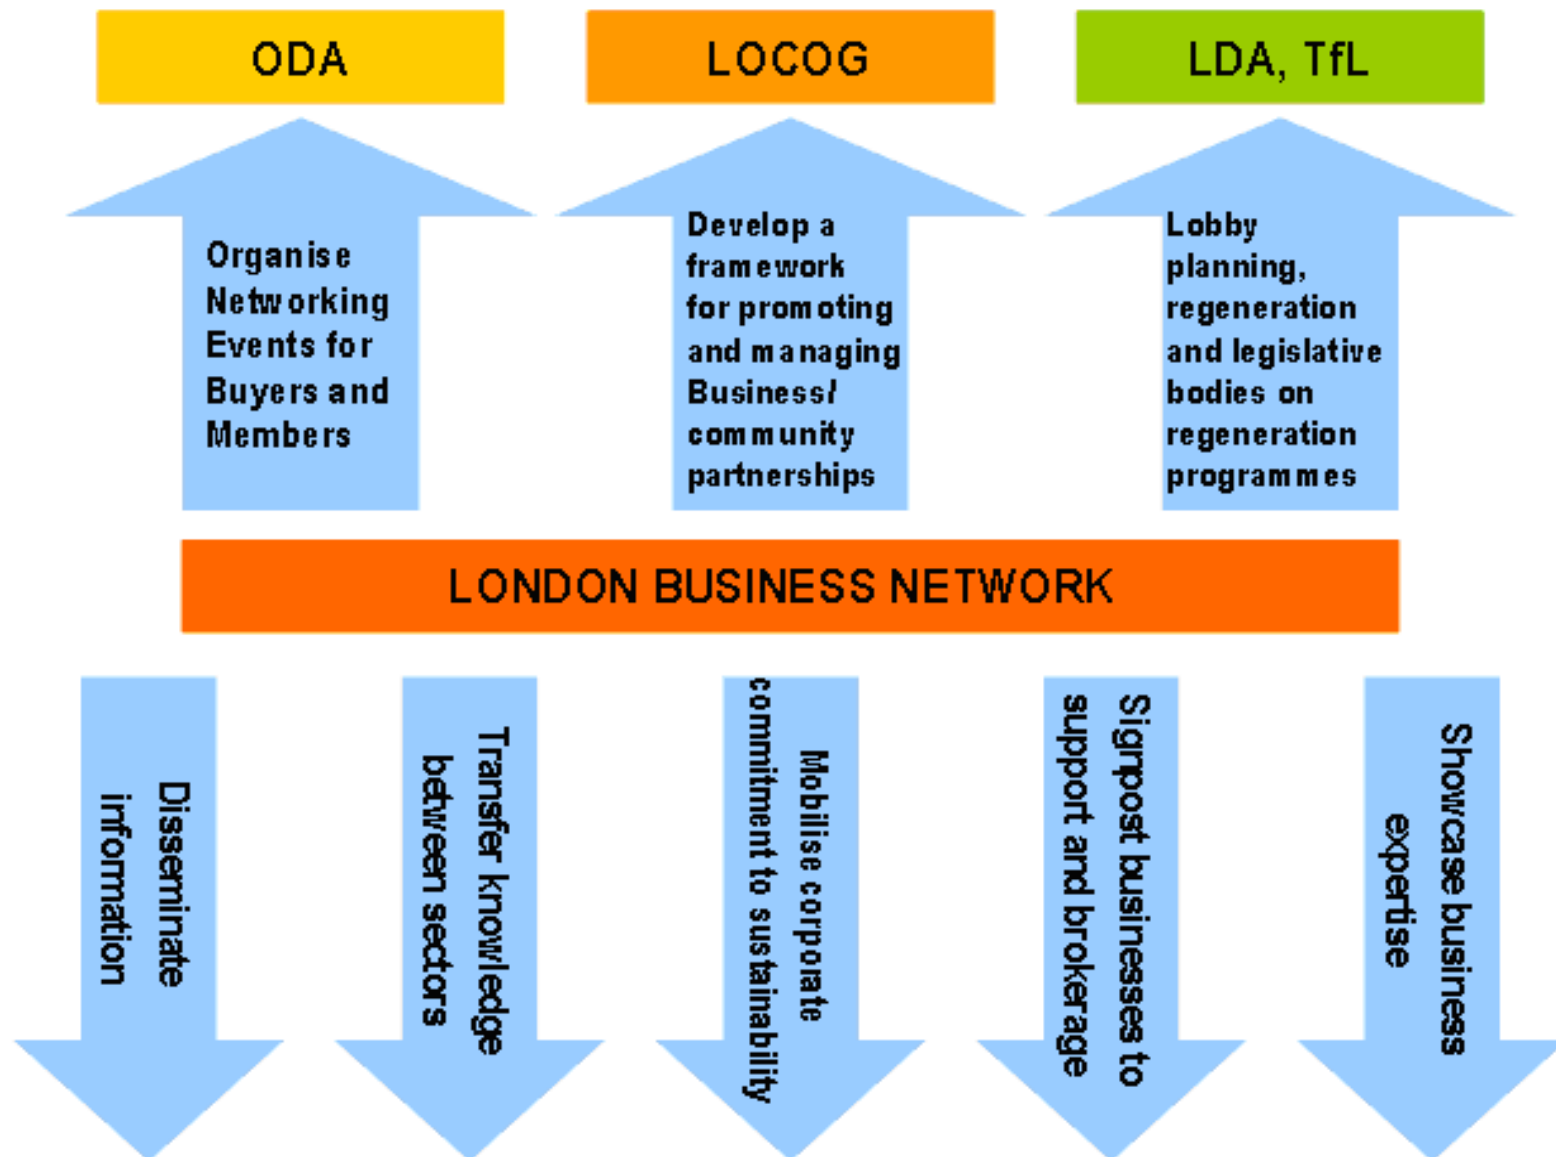 ODA
LOCOG
LDA, TfL
Organise
Networking
Events for
Buyers and
Members
Develop a
framework
for promoting
and managing
Business/
community
partnerships
Lobby
planning,
regeneration
and legislative
bodies on
regeneration
programmes
LONDON BUSINESS NETWORK
Disseminate
information
Transfer knowledge
between sectors
Mobilise corporate
commitment to sustainability
Signpost businesses to
support and brokerage
Showcase business
expertise